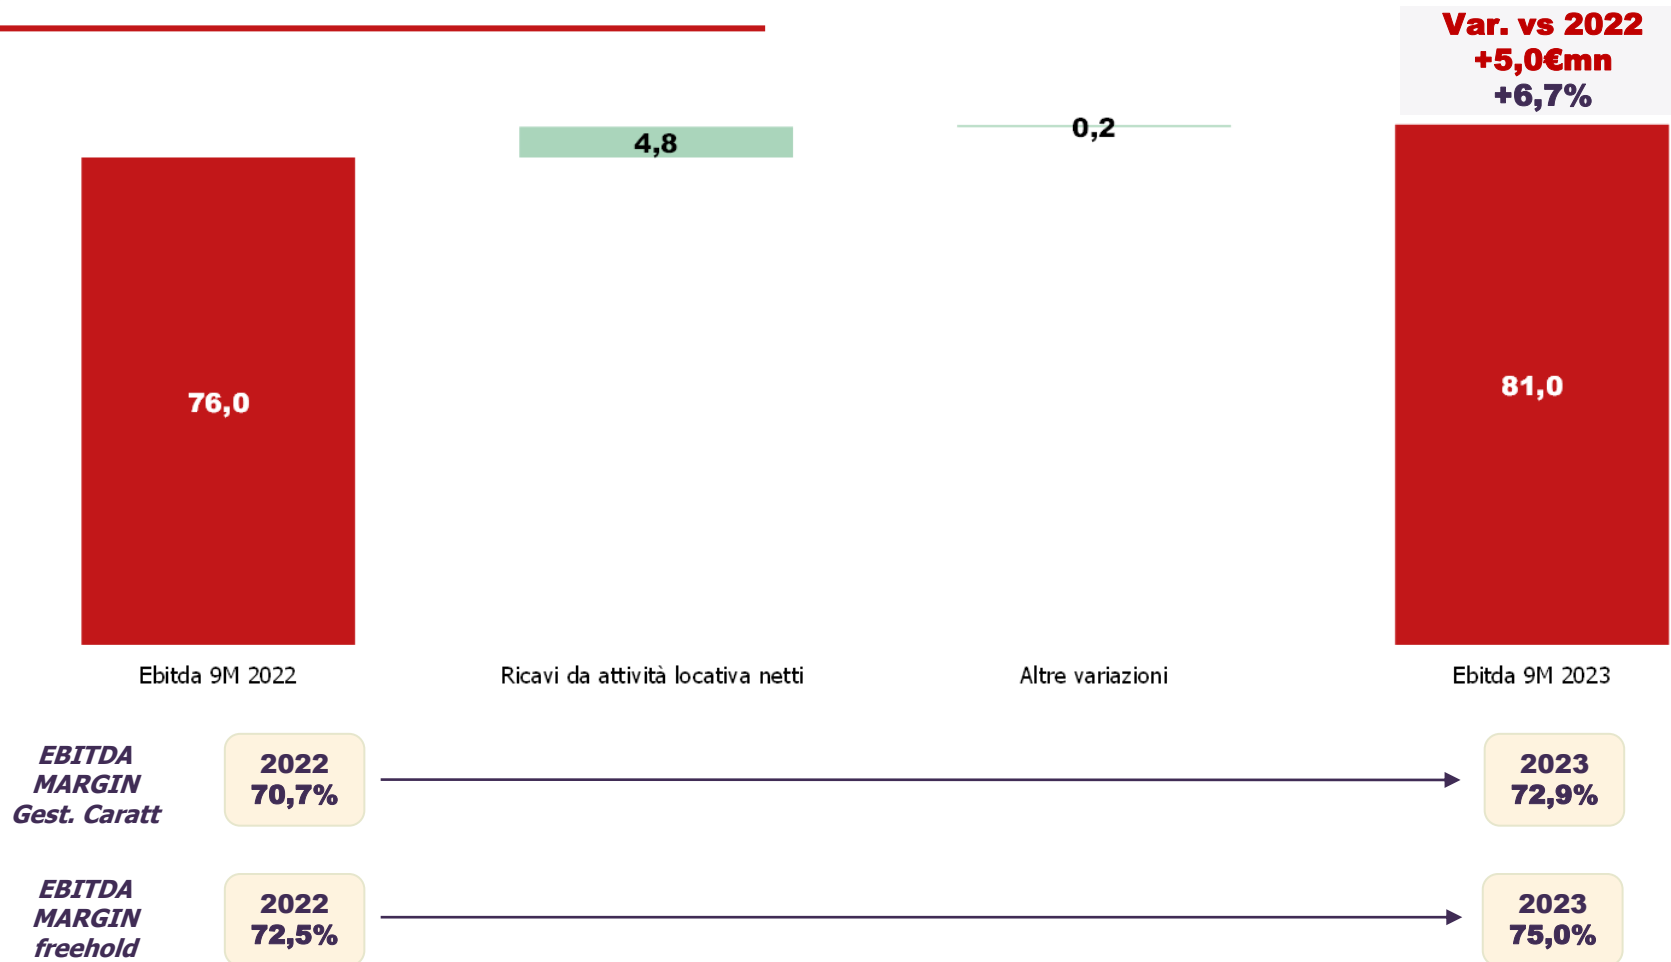 Var. vs 2022
+5,0€mn
+6,7%
4,8
0,2
76,0
81,0
Ebitda 9M 2022
Ricavi da attività locativa netti
Altre variazioni
Ebitda 9M 2023
EBITDA
MARGIN
Gest. Caratt
2022
70,7%
2023
72,9%
EBITDA
MARGIN
freehold
2022
72,5%
2023
75,0%